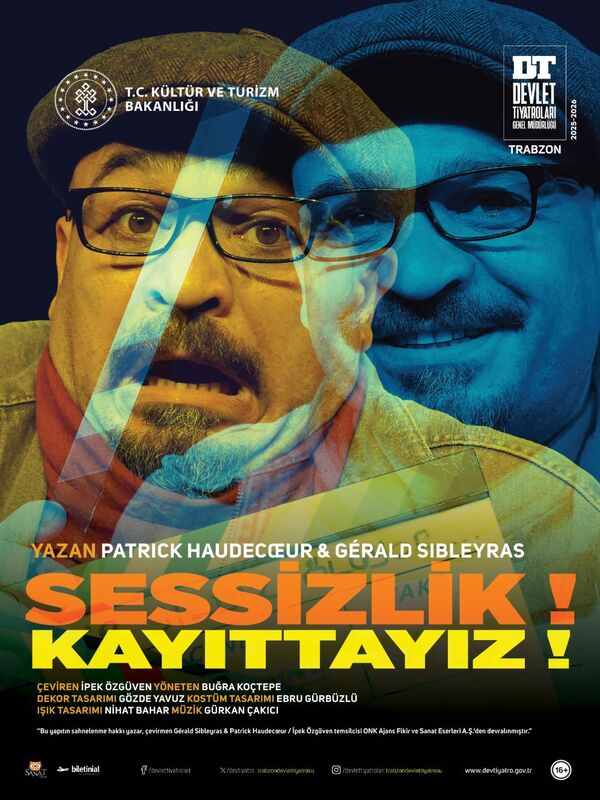 T.C. KÜLTÜR VE TURİZM
BAKANLIĞI
DT
DEVLET
TİYATROLARI
GENEL MÜDÜRLÜĞÜ
2025-2026
TRABZON
YAZAN PATRICK HAUDECŒUR & GÉRALD SIBLEYRAS
SESSİZLİK !
KAYITTAYIZ !
ÇEVİREN İPEK ÖZGÜVEN YÖNETEN BUĞRA KOÇTEPE
DEKOR TASARIMI GÖZDE YAVUZ KOSTÜM TASARIMI EBRU GÜRBÜZLÜ
IŞIK TASARIMI NİHAT BAHAR MÜZİK GÜRKAN ÇAKICI
"Bu yapıtın sahnelenme hakkı yazar, çevirmen Gérald Sibleyras & Patrick Haudecœur / İpek Özgüven temsilcisi ONK Ajans Fikir ve Sanat Eserleri A.Ş.'den devralınmıştır."
SANAT
biletinial
/devlettiyatrolari
/devtiyatro trabzondevlettiyatrosu
/devlettiyatrolari trabzondevlettiyatrosu
www.devtiyatro.gov.tr
16+